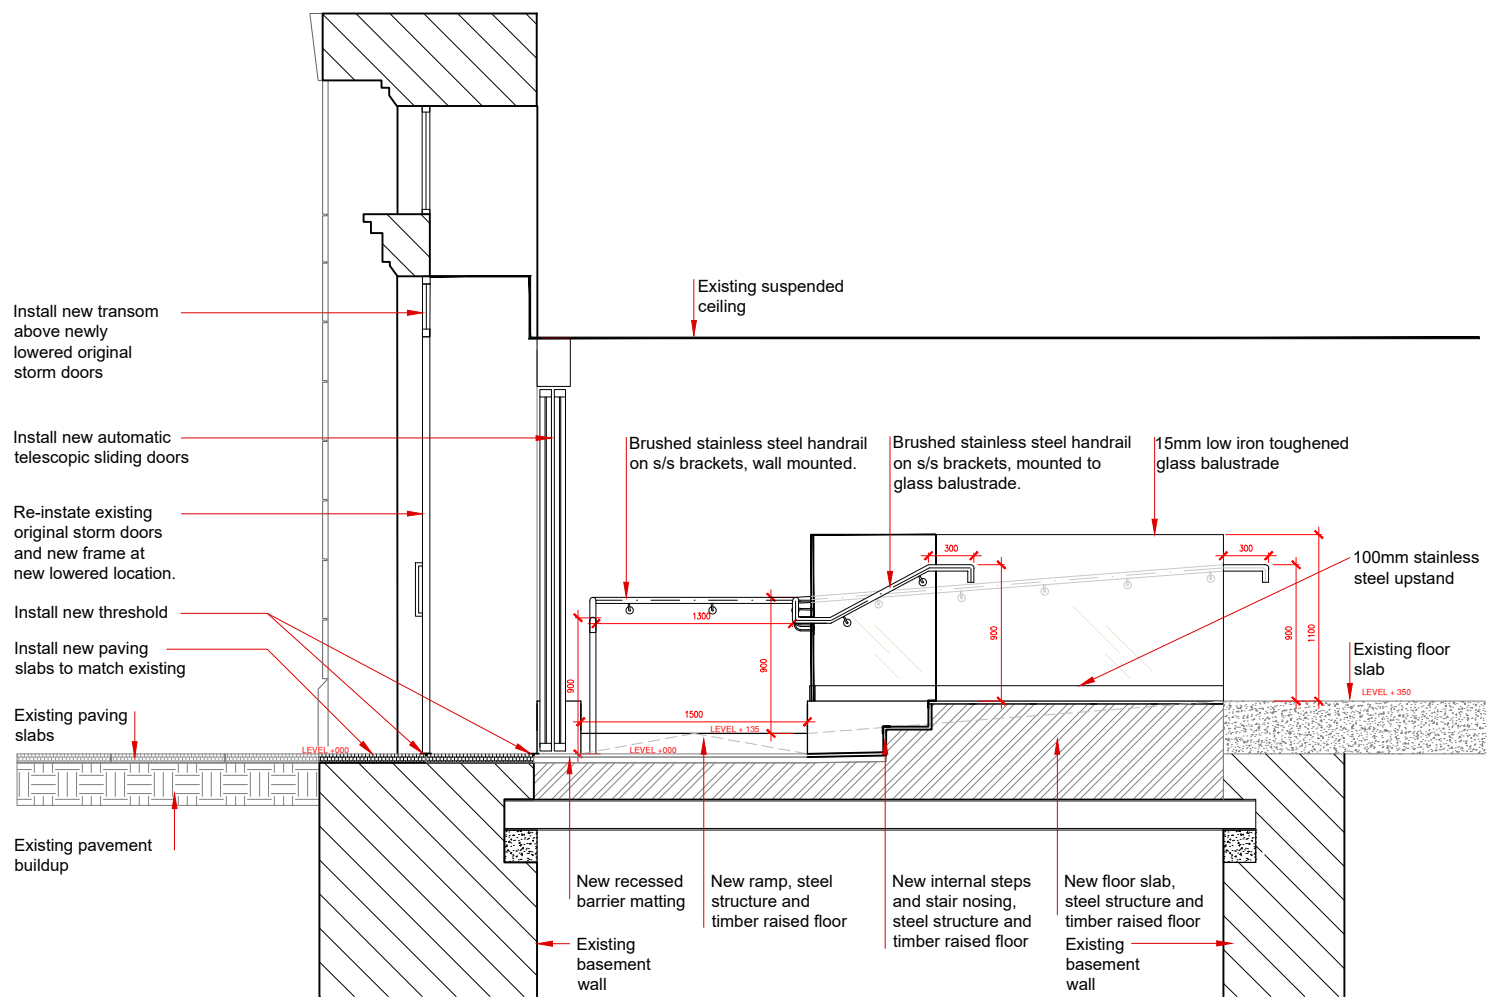 Existing suspended
ceiling
Install new transom
above newly
lowered original
storm doors
Install new automatic
telescopic sliding doors
Brushed stainless steel handrail
on s/s brackets, wall mounted.
Brushed stainless steel handrail
on s/s brackets, mounted to
glass balustrade.
15mm low iron toughened
glass balustrade
Re-instate existing
original storm doors
and new frame at
new lowered location.
300
300
100mm stainless
steel upstand
Install new threshold
1300
900
900
1100
Install new paving
slabs to match existing
900
900
Existing floor
slab
LEVEL + 350
Existing paving
slabs
1500
LEVEL + 135
LEVEL +000
LEVEL +000
Existing pavement
buildup
New recessed
barrier matting
New ramp, steel
structure and
timber raised floor
New internal steps
and stair nosing,
steel structure and
timber raised floor
New floor slab,
steel structure and
timber raised floor
Existing
basement
wall
Existing
basement
wall